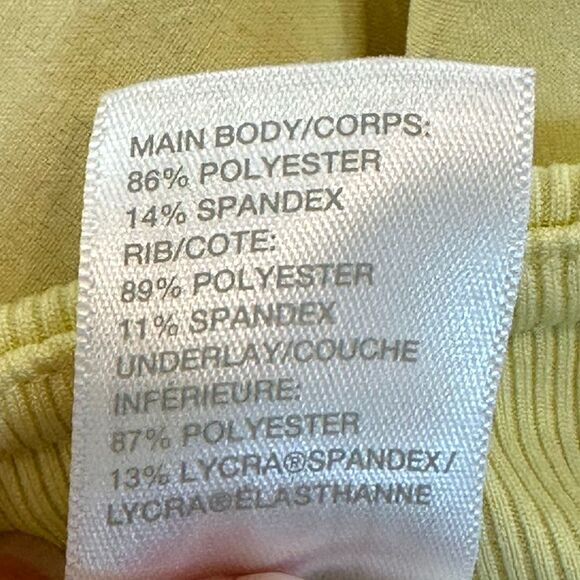 MAIN BODY/CORPS:
86% POLYESTER
14% SPANDEX
RIB/COTE:
89% POLYESTER
11% SPANDEX
UNDERLAY/COUCHE
INFÉRIEURE:
87% POLYESTER
13% LYCRA®SPANDEX/
LYCRA®ÉLASTHANNE